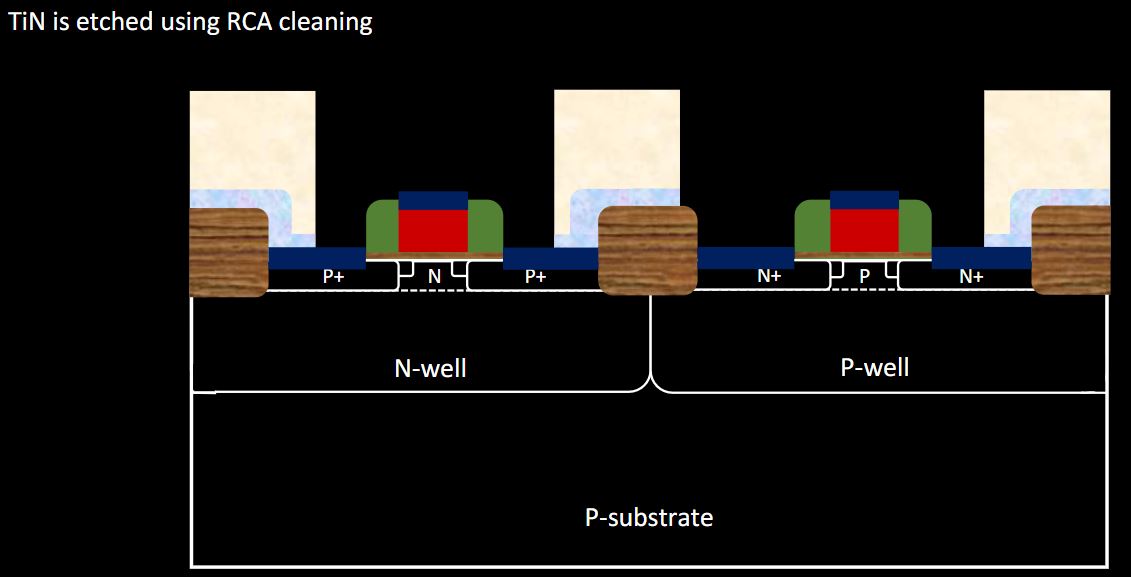 TiN is etched using RCA cleaning
P+
N
P+
N+
P
N+
N-well
P-well
P-substrate